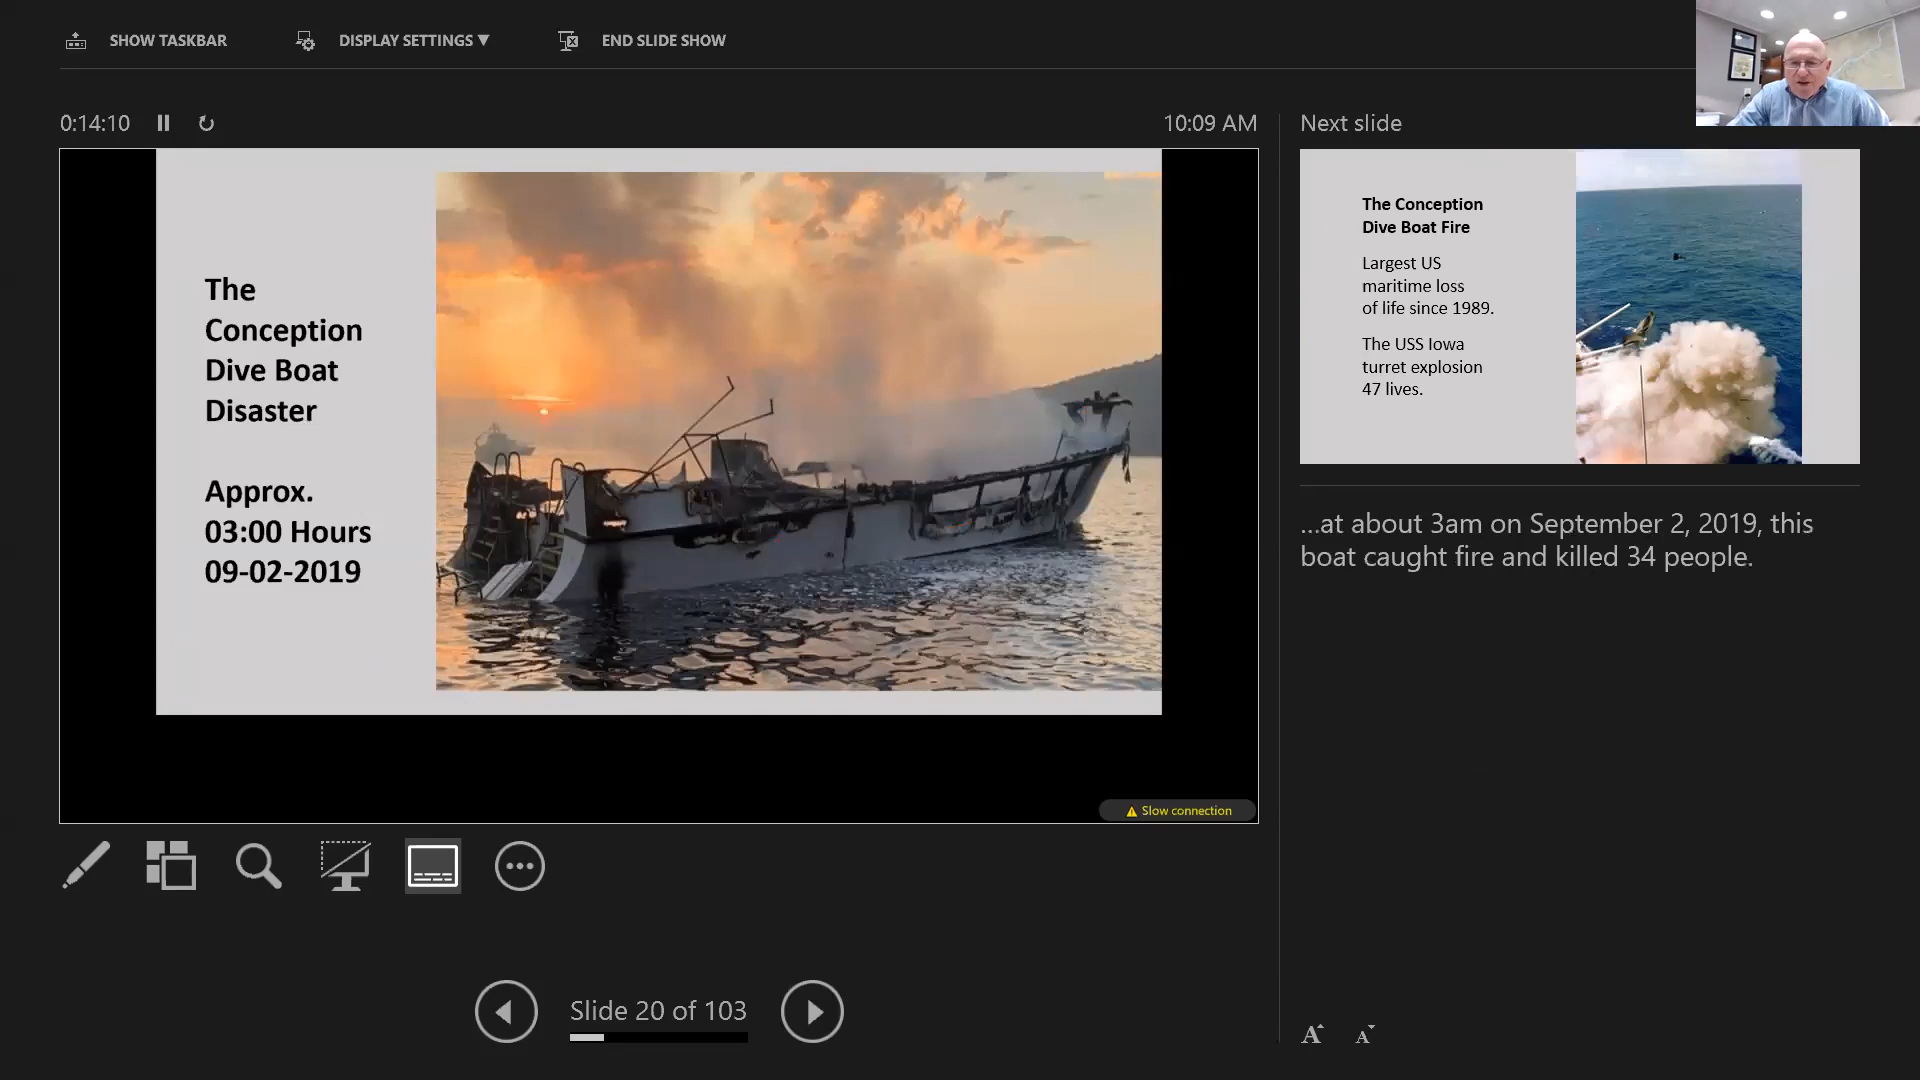 SHOW TASKBAR
DISPLAY SETTINGS ▼
END SLIDE SHOW
0:14:10
10:09 AM
Next slide
The
Conception
Dive Boat
Disaster
Approx.
03:00 Hours
09-02-2019
Slow connection
The Conception
Dive Boat Fire
Largest US
maritime loss
of life since 1989.
The USS Iowa
turret explosion
47 lives.
...at about 3am on September 2, 2019, this
boat caught fire and killed 34 people.
Slide 20 of 103
A A